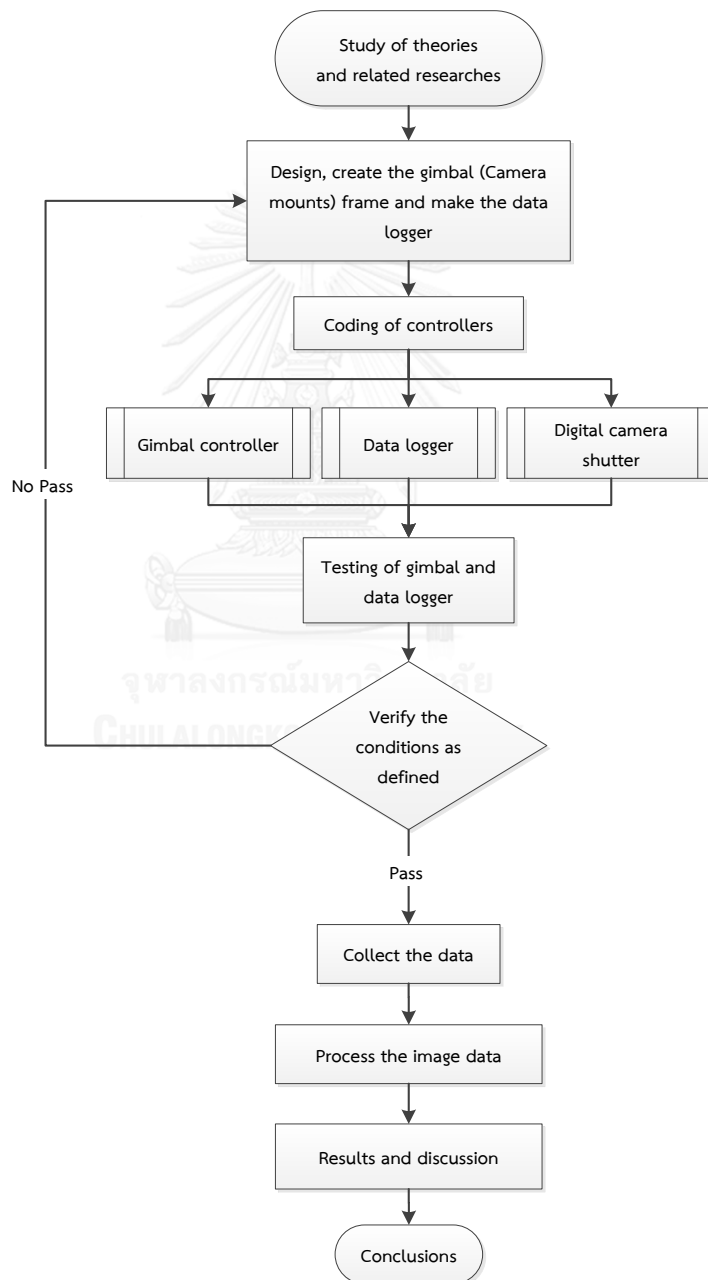 Study of theories
and related researches
Design, create the gimbal (Camera
mounts) frame and make the data
logger
Coding of controllers
Gimbal controller
Data logger
Digital camera
shutter
No Pass
Testing of gimbal and
data logger
Verify the
conditions as
defined
Pass
Collect the data
Process the image data
Results and discussion
Conclusions